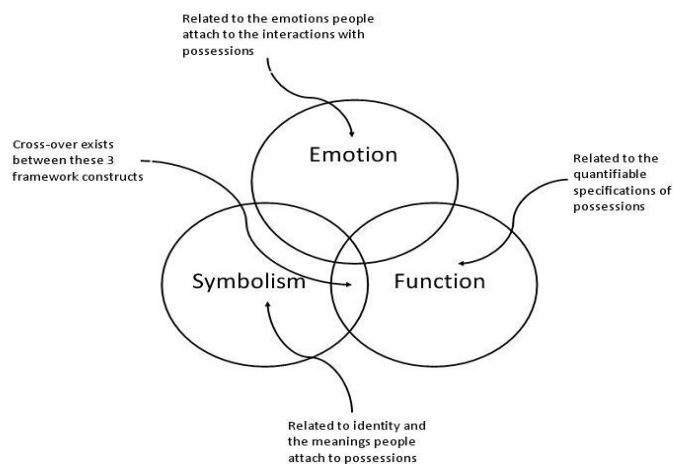 Related to the emotions people
attach to the interactions with
possessions
Emotion
Cross-over exists
between these 3
framework constructs
Related to the
quantifiable
specifications of
possessions
Symbolism
Function
Related to identity and
the meanings people
attach to possessions